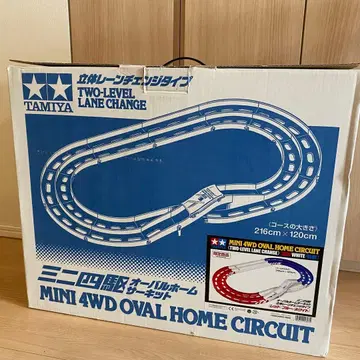 TAMIYA
立体レーンチェンジタイプ
TWO-LEVEL
LANE CHANGE
〈コースの大きさ〉
216cm×120cm
ミニ四駆 オーバルホーム
サーキット
MINI 4WD OVAL HOME CIRCUIT
MINI 4WD OVAL HOME CIRCUIT
(TWO-LEVEL LANE CHANGE)
WHITE